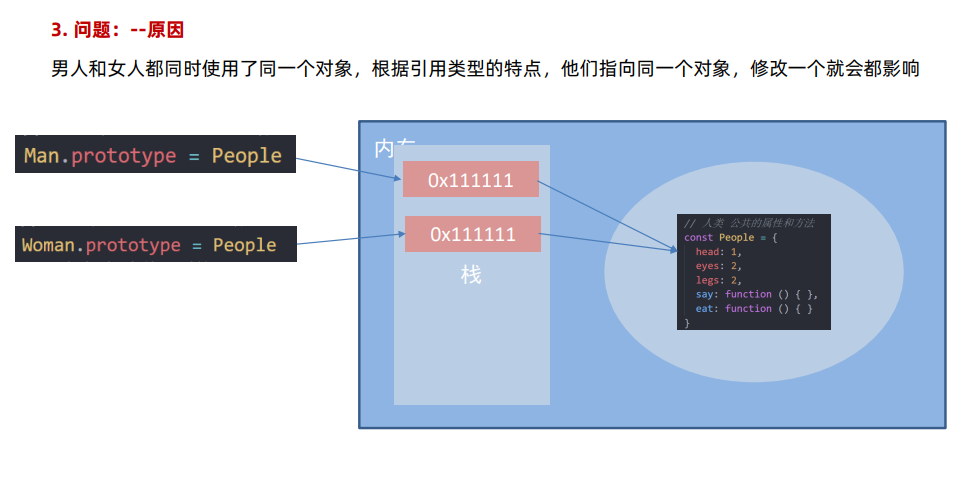 3. 问题：--原因
男人和女人都同时使用了同一个对象，根据引用类型的特点，他们指向同一个对象，修改一个就会都影响
内存
Man.prototype = People
0x111111
Woman.prototype = People
0x111111
栈
// 人类 公共的属性和方法
const People = {
head: 1,
eyes: 2,
legs: 2,
say: function () { },
eat: function () { }
}